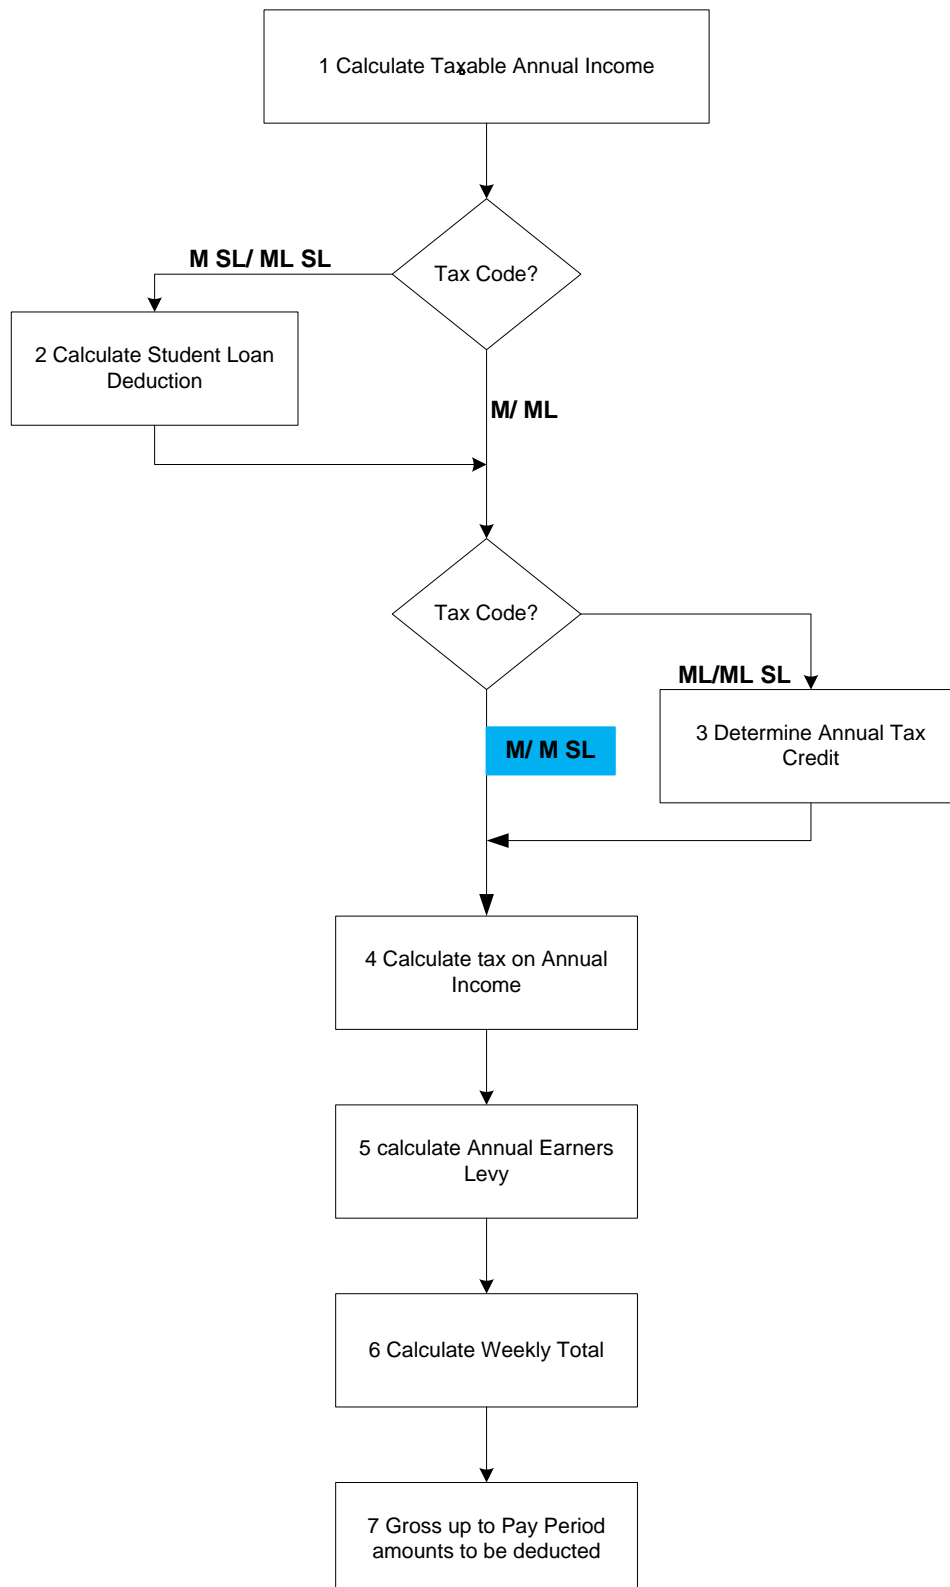 1 Calculate Taxable Annual Income
Tax Code?
M SL/ ML SL
2 Calculate Student Loan
Deduction
M/ ML
Tax Code?
ML/ML SL
3 Determine Annual Tax
Credit
M/ M SL
4 Calculate tax on Annual
Income
5 calculate Annual Earners
Levy
6 Calculate Weekly Total
7 Gross up to Pay Period
amounts to be deducted